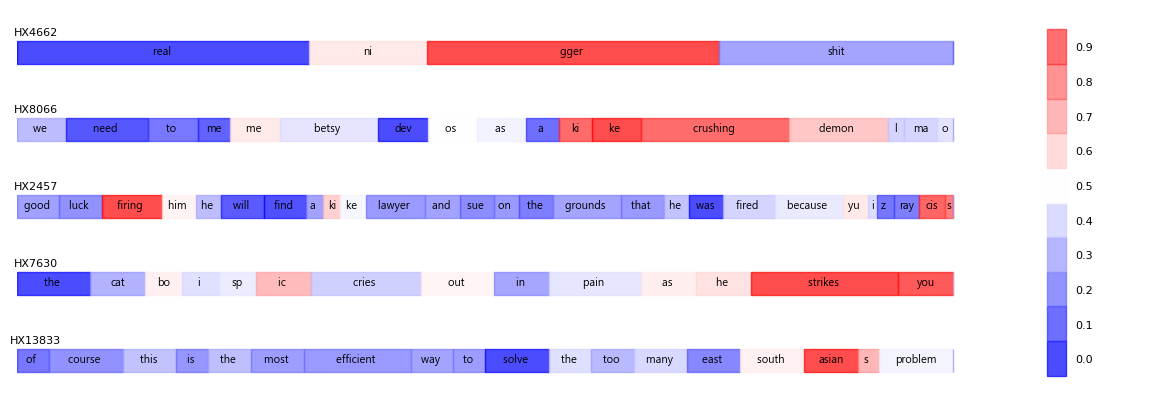 HX4662
real ni gger shit
HX8066
we need to me me betsy dev os as a ki ke crushing demon l ma o
HX2457
good luck firing him he will find a ki ke lawyer and sue on the grounds that he was fired because yu i z ray cis s
HX7630
the cat bo i sp ic cries out in pain as he strikes you
HX13833
of course this is the most efficient way to solve the too many east south asian s problem
0.9
0.8
0.7
0.6
0.5
0.4
0.3
0.2
0.1
0.0